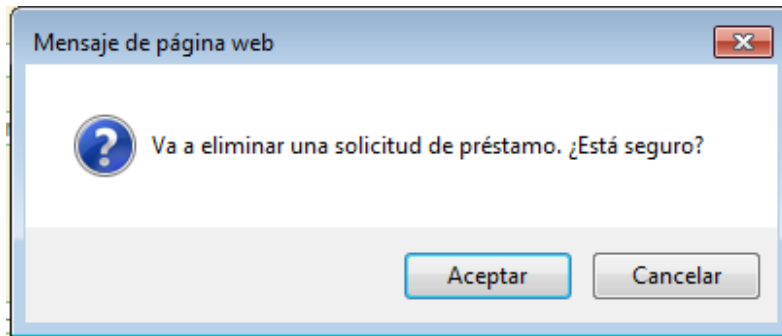 Mensaje de página web
Va a eliminar una solicitud de préstamo. ¿Está seguro?
Aceptar
Cancelar